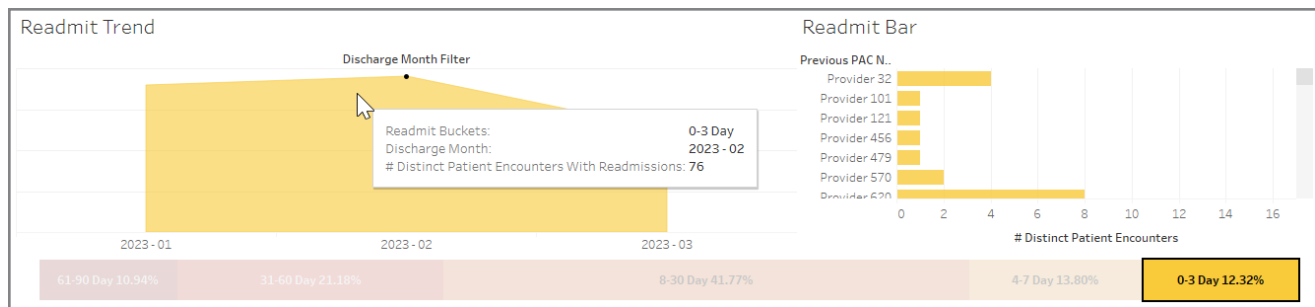 Readmit Trend
Discharge Month Filter
Readmit Buckets: 0-3 Day
Discharge Month: 2023 - 02
# Distinct Patient Encounters With Readmissions: 76
2023 - 01 2023 - 02 2023 - 03
Readmit Bar
Previous PAC N..
Provider 32
Provider 101
Provider 121
Provider 456
Provider 479
Provider 570
Provider 620
0 2 4 6 8 10 12 14 16
# Distinct Patient Encounters
61-90 Day 10.94% 31-60 Day 21.18% 8-30 Day 41.77% 4-7 Day 13.80% 0-3 Day 12.32%